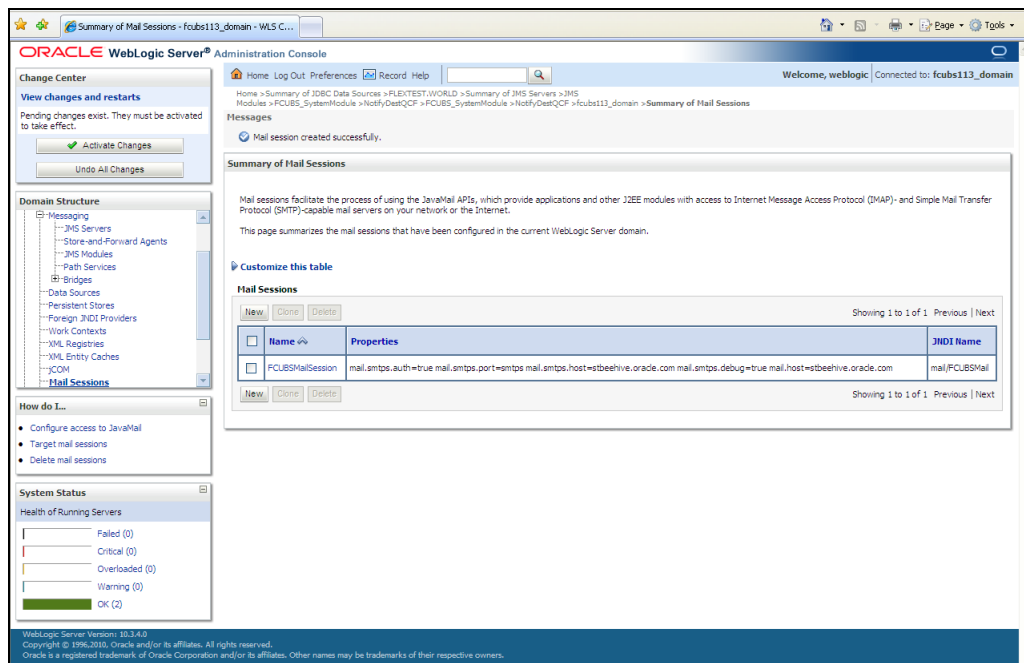 Summary of Mail Sessions - fcubs113_domain - WLS C...
Page
Tools
ORACLE WebLogic Server® Administration Console
Change Center
View changes and restarts
Pending changes exist. They must be activated
to take effect.
Activate Changes
Undo All Changes
Domain Structure
Messaging
JMS Servers
Store-and-Forward Agents
JMS Modules
Path Services
Bridges
Data Sources
Persistent Stores
Foreign JNDI Providers
Work Contexts
XML Registries
XML Entity Caches
jCOM
Mail Sessions
How do I...
Configure access to JavaMail
Target mail sessions
Delete mail sessions
System Status
Health of Running Servers
Failed (0)
Critical (0)
Overloaded (0)
Warning (0)
OK (2)
Home Log Out Preferences Record Help
Welcome, weblogic Connected to: fcubs113_domain
Home >Summary of JDBC Data Sources >FLEXTEST.WORLD >Summary of JMS Servers >JMS
Modules >FCUBS_SystemModule >NotifyDestQCF >FCUBS_SystemModule >NotifyDestQCF >fcubs113_domain >Summary of Mail Sessions
Messages
Mail session created successfully.
Summary of Mail Sessions
Mail sessions facilitate the process of using the JavaMail APIs, which provide applications and other J2EE modules with access to Internet Message Access Protocol (IMAP)- and Simple Mail Transfer
Protocol (SMTP)-capable mail servers on your network or the Internet.
This page summarizes the mail sessions that have been configured in the current WebLogic Server domain.
Customize this table
Mail Sessions
New Clone Delete
Showing 1 to 1 of 1 Previous | Next
Name Properties JNDI Name
FCUBSMailSession mail.smtps.auth=true mail.smtps.port=smtps mail.smtps.host=stbeehive.oracle.com mail.smtps.debug=true mail.host=stbeehive.oracle.com mail/FCUBSMail
New Clone Delete
Showing 1 to 1 of 1 Previous | Next
WebLogic Server Version: 10.3.4.0
Copyright © 1996,2010, Oracle and/or its affiliates. All rights reserved.
Oracle is a registered trademark of Oracle Corporation and/or its affiliates. Other names may be trademarks of their respective owners.